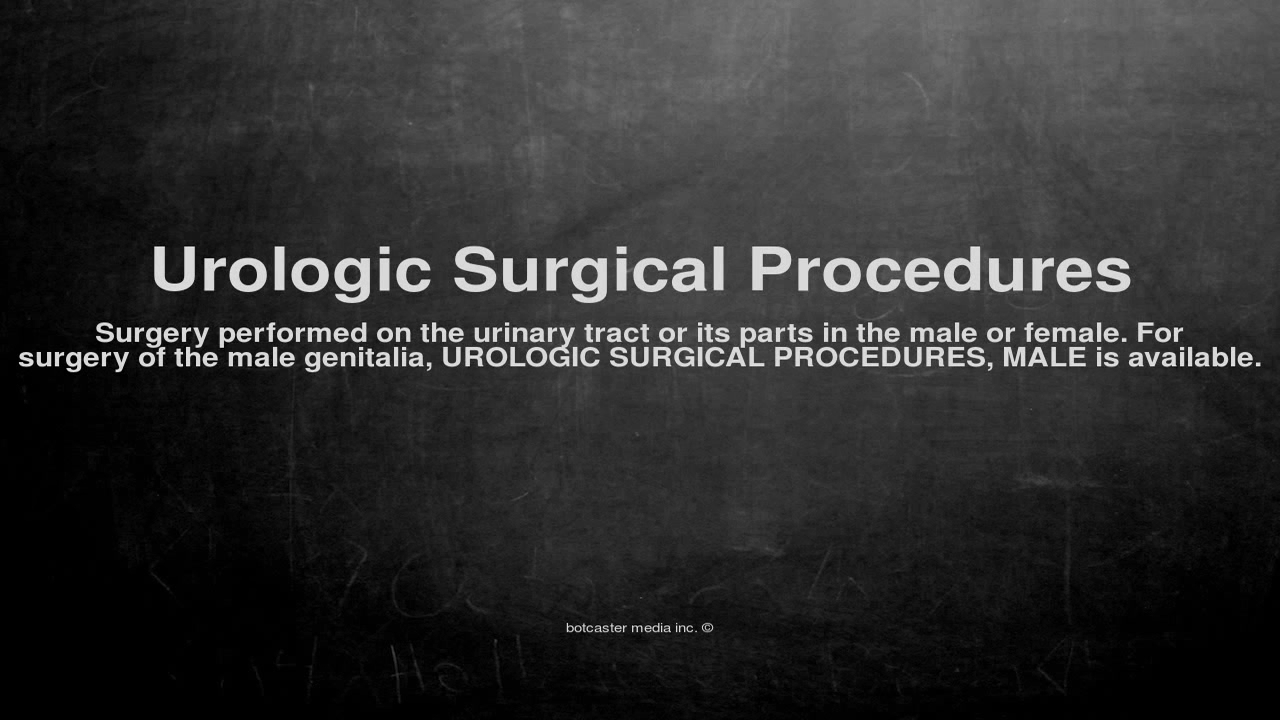 Urologic Surgical Procedures
Surgery performed on the urinary tract or its parts in the male or female. For
surgery of the male genitalia, UROLOGIC SURGICAL PROCEDURES, MALE is available.
botcaster media inc. ©